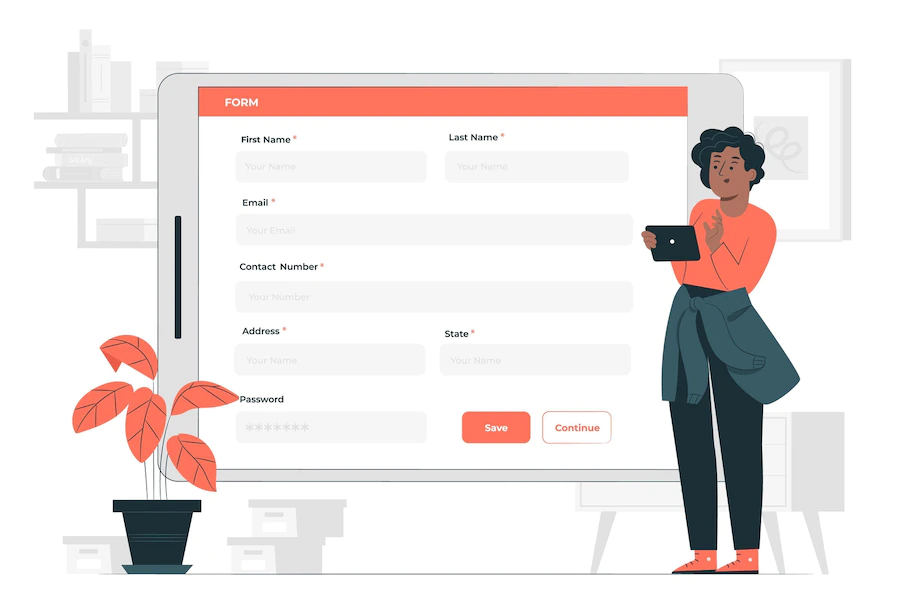 FORM
First Name *
Last Name *
Your Name
Your Name
Email *
Your Email
Contact Number *
Your Number
Address *
State *
Your Name
Your Name
Password
*******
Save
Continue